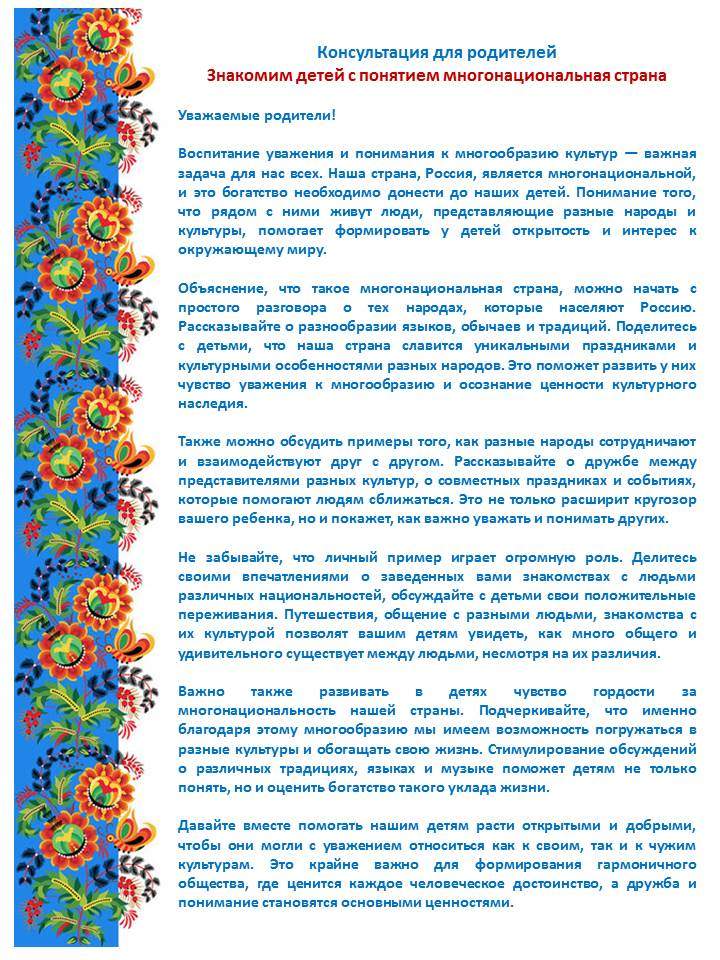 Консультация для родителей
Знакомим детей с понятием многонациональная страна
Уважаемые родители!
Воспитание уважения и понимания к многообразию культур — важная
задача для нас всех. Наша страна, Россия, является многонациональной,
и это богатство необходимо донести до наших детей. Понимание того,
что рядом с ними живут люди, представляющие разные народы и
культуры, помогает формировать у детей открытость и интерес к
окружающему миру.
Объяснение, что такое многонациональная страна, можно начать с
простого разговора о тех народах, которые населяют Россию.
Рассказывайте о разнообразии языков, обычаев и традиций. Поделитесь
с детьми, что наша страна славится уникальными праздниками и
культурными особенностями разных народов. Это поможет развить у них
чувство уважения к многообразию и осознание ценности культурного
наследия.
Также можно обсудить примеры того, как разные народы сотрудничают
и взаимодействуют друг с другом. Рассказывайте о дружбе между
представителями разных культур, о совместных праздниках и событиях,
которые помогают людям сближаться. Это не только расширит кругозор
вашего ребенка, но и покажет, как важно уважать и понимать других.
Не забывайте, что личный пример играет огромную роль. Делитесь
своими впечатлениями о заведенных вами знакомствах с людьми
различных национальностей, обсуждайте с детьми свои положительные
переживания. Путешествия, общение с разными людьми, знакомства с
их культурой позволят вашим детям увидеть, как много общего и
удивительного существует между людьми, несмотря на их различия.
Важно также развивать в детях чувство гордости за
многонациональность нашей страны. Подчеркивайте, что именно
благодаря этому многообразию мы имеем возможность погружаться в
разные культуры и обогащать свою жизнь. Стимулирование обсуждений
о различных традициях, языках и музыке поможет детям не только
понять, но и оценить богатство такого уклада жизни.
Давайте вместе помогать нашим детям расти открытыми и добрыми,
чтобы они могли с уважением относиться как к своим, так и к чужим
культурам. Это крайне важно для формирования гармоничного
общества, где ценится каждое человеческое достоинство, а дружба и
понимание становятся основными ценностями.